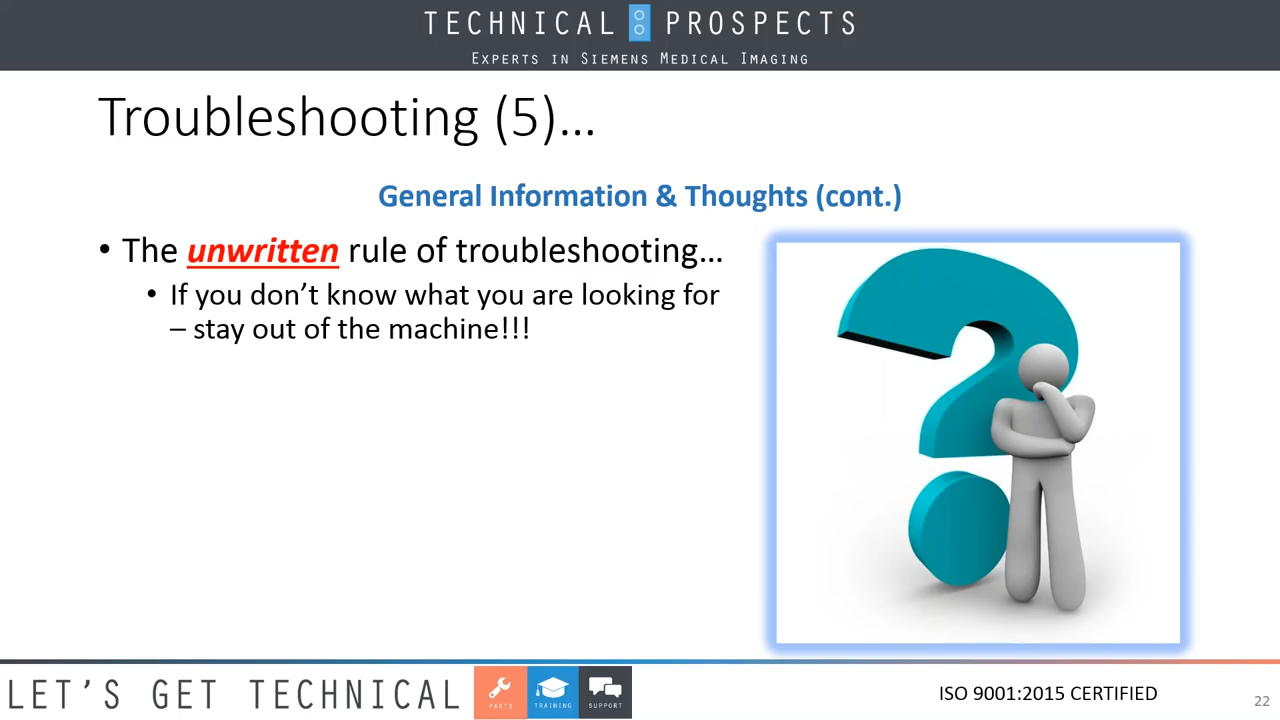 TECHNICAL PROSPECTS
EXPERTS IN SIEMENS MEDICAL IMAGING
Troubleshooting (5)…
General Information & Thoughts (cont.)
• The unwritten rule of troubleshooting…
• If you don’t know what you are looking for
– stay out of the machine!!!
LET’S GET TECHNICAL
PARTS
TRAINING
SUPPORT
ISO 9001:2015 CERTIFIED
22